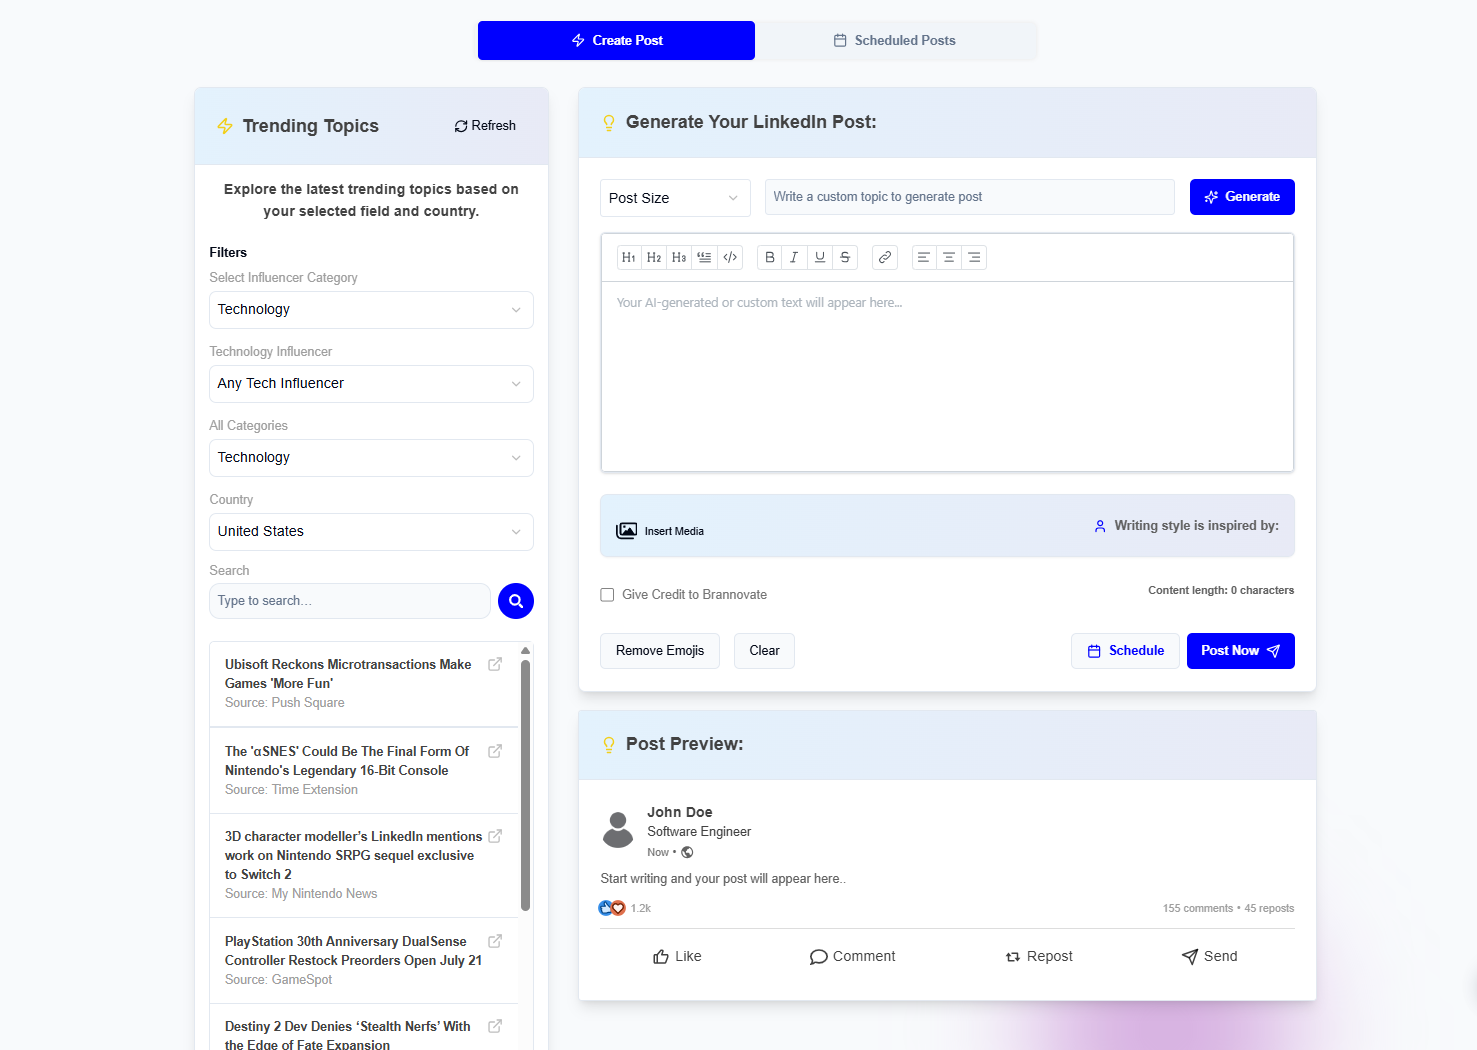 Create Post
Scheduled Posts
Trending Topics
Refresh
Explore the latest trending topics based on
your selected field and country.
Filters
Select Influencer Category
Technology
Technology Influencer
Any Tech Influencer
All Categories
Technology
Country
United States
Search
Type to search...
Ubisoft Reckons Microtransactions Make
Games 'More Fun'
Source: Push Square
The 'αSNES' Could Be The Final Form Of
Nintendo's Legendary 16-Bit Console
Source: Time Extension
3D character modeller’s LinkedIn mentions
work on Nintendo SRPG sequel exclusive
to Switch 2
Source: My Nintendo News
PlayStation 30th Anniversary DualSense
Controller Restock Preorders Open July 21
Source: GameSpot
Destiny 2 Dev Denies ‘Stealth Nerfs’ With
the Edge of Fate Expansion
Generate Your LinkedIn Post:
Post Size
Write a custom topic to generate post
Generate
H1 H2 H3 B I U S
Your AI-generated or custom text will appear here...
Insert Media
Writing style is inspired by:
Give Credit to Brannovate
Content length: 0 characters
Remove Emojis
Clear
Schedule
Post Now
Post Preview:
John Doe
Software Engineer
Now •
Start writing and your post will appear here..
1.2k
155 comments • 45 reposts
Like
Comment
Repost
Send